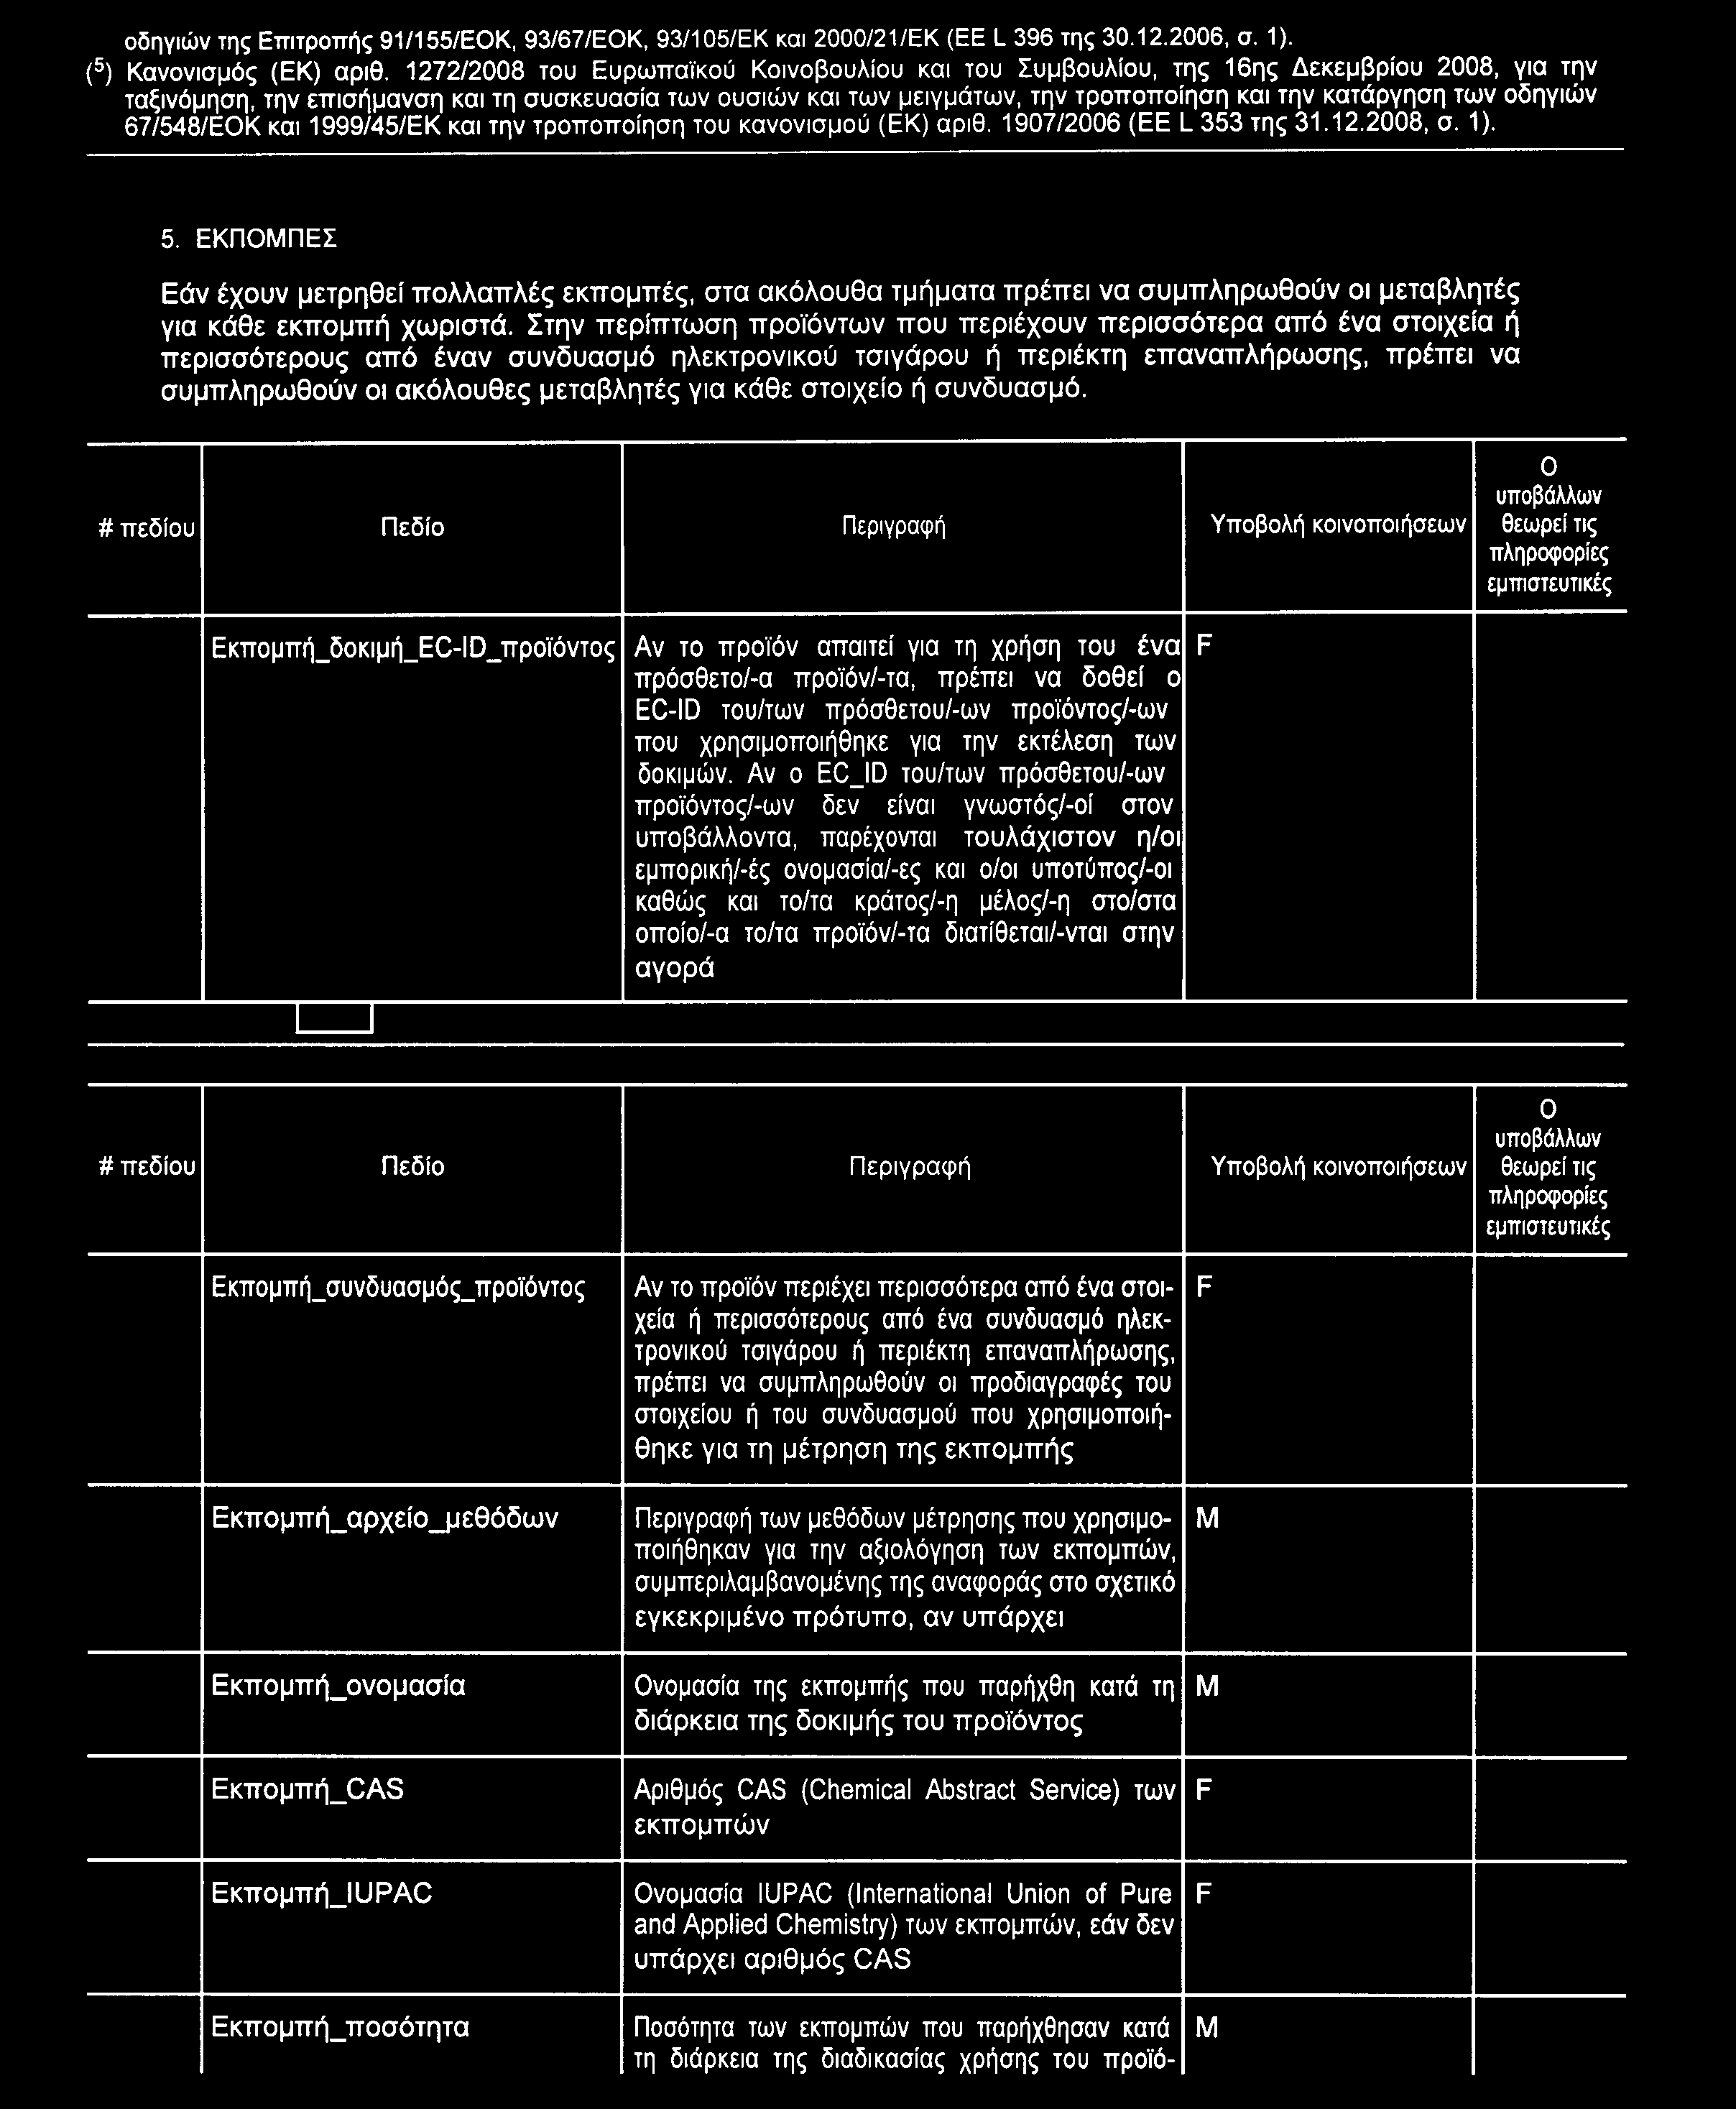 οδηγιών της Επιτροπής 91/155/ΕΟΚ, 93/67/ΕΟΚ, 93/105/ΕΚ και 2000/21/ΕΚ (ΕΕ L 396 της 30.12.2006, σ. 1).
(5) Κανονισμός (ΕΚ) αριθ. 1272/2008 του Ευρωπαϊκού Κοινοβουλίου και του Συμβουλίου, της 16ης Δεκεμβρίου 2008, για την
ταξινόμηση, την επισήμανση και τη συσκευασία των ουσιών και των μειγμάτων, την τροποποίηση και την κατάργηση των οδηγιών
67/548/ΕΟΚ και 1999/45/ΕΚ και την τροποποίηση του κανονισμού (ΕΚ) αριθ. 1907/2006 (ΕΕ L 353 της 31.12.2008, σ. 1).
5. ΕΚΠΟΜΠΕΣ
Εάν έχουν μετρηθεί πολλαπλές εκπομπές, στα ακόλουθα τμήματα πρέπει να συμπληρωθούν οι μεταβλητές
για κάθε εκπομπή χωριστά. Στην περίπτωση προϊόντων που περιέχουν περισσότερα από ένα στοιχεία ή
περισσότερους από έναν συνδυασμό ηλεκτρονικού τσιγάρου ή περιέκτη επαναπλήρωσης, πρέπει να
συμπληρωθούν οι ακόλουθες μεταβλητές για κάθε στοιχείο ή συνδυασμό.
# πεδίου Πεδίο Περιγραφή Υποβολή κοινοποιήσεων
Ο
υποβάλλων
θεωρεί τις
πληροφορίες
εμπιστευτικές
Εκπομπή_δοκιμή_EC-ID_προϊόντος Αν το προϊόν απαιτεί για τη χρήση του ένα F
πρόσθετο/-α προϊόν/-τα, πρέπει να δοθεί ο
EC-ID του/των πρόσθετου/-ων προϊόντος/-ων
που χρησιμοποιήθηκε για την εκτέλεση των
δοκιμών. Αν ο EC_ID του/των πρόσθετου/-ων
προϊόντος/-ων δεν είναι γνωστός/-οί στον
υποβάλλοντα, παρέχονται τουλάχιστον η/οι
εμπορική/-ές ονομασία/-ες και ο/οι υποτύπος/-οι
καθώς και το/τα κράτος/-η μέλος/-η στο/στα
οποίο/-α το/τα προϊόν/-τα διατίθεται/-νται στην
αγορά
# πεδίου Πεδίο Περιγραφή Υποβολή κοινοποιήσεων
Ο
υποβάλλων
θεωρεί τις
πληροφορίες
εμπιστευτικές
Εκπομπή_συνδυασμός_προϊόντος Αν το προϊόν περιέχει περισσότερα από ένα στοι- F
χεία ή περισσότερους από ένα συνδυασμό ηλεκ-
τρονικού τσιγάρου ή περιέκτη επαναπλήρωσης,
πρέπει να συμπληρωθούν οι προδιαγραφές του
στοιχείου ή του συνδυασμού που χρησιμοποιή-
θηκε για τη μέτρηση της εκπομπής
Εκπομπή_αρχείο_μεθόδων Περιγραφή των μεθόδων μέτρησης που χρησιμο- M
ποιήθηκαν για την αξιολόγηση των εκπομπών,
συμπεριλαμβανομένης της αναφοράς στο σχετικό
εγκεκριμένο πρότυπο, αν υπάρχει
Εκπομπή_ονομασία Ονομασία της εκπομπής που παρήχθη κατά τη M
διάρκεια της δοκιμής του προϊόντος
Εκπομπή_CAS Αριθμός CAS (Chemical Abstract Service) των F
εκπομπών
Εκπομπή_IUPAC Ονομασία IUPAC (International Union of Pure F
and Applied Chemistry) των εκπομπών, εάν δεν
υπάρχει αριθμός CAS
Εκπομπή_ποσότητα Ποσότητα των εκπομπών που παρήχθησαν κατά M
τη διάρκεια της διαδικασίας χρήσης του προϊό-